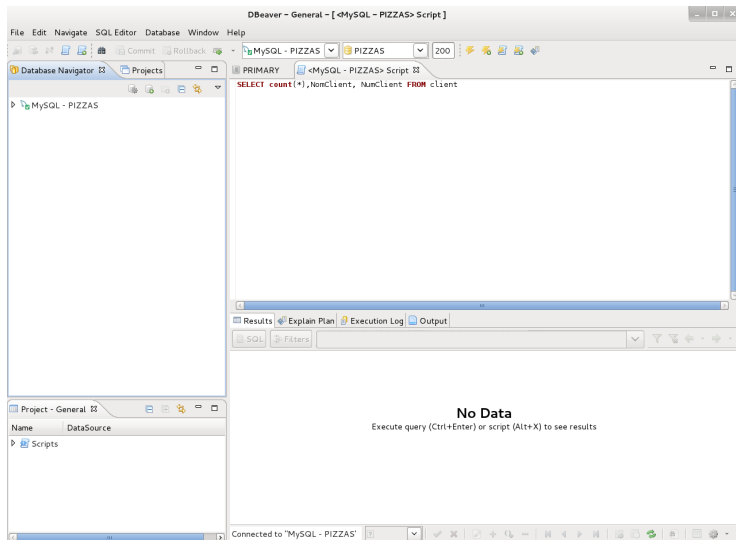 DBeaver - General - [ <MySQL - PIZZAS> Script ]
File Edit Navigate SQL Editor Database Window Help
Commit Rollback MySQL - PIZZAS PIZZAS 200
Database Navigator Projects
MySQL - PIZZAS
PRIMARY <MySQL - PIZZAS> Script
SELECT count(*),NomClient, NumClient FROM client
Results Explain Plan Execution Log Output
SQL Filters
No Data
Execute query (Ctrl+Enter) or script (Alt+X) to see results
Project - General
Name DataSource
Scripts
Connected to "MySQL - PIZZAS'